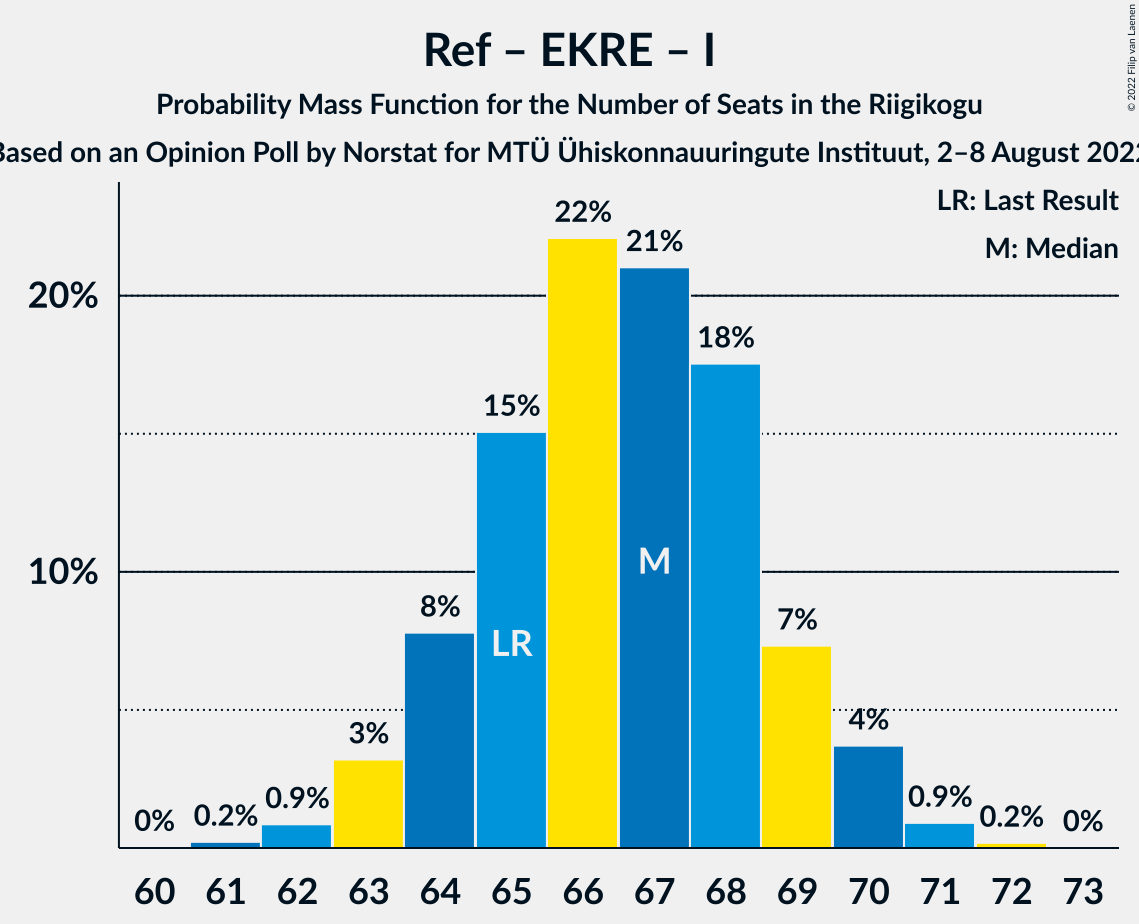 Ref – EKRE – I
Probability Mass Function for the Number of Seats in the Riigikogu
Based on an Opinion Poll by Norstat for MTÜ Ühiskonnauuringute Instituut, 2–8 August 2022
© 2022 Filip van Laenen
LR: Last Result
M: Median
22%
21%
20%
18%
15%
M
10%
8%
LR
7%
4%
3%
0.9%
0.9%
0%
0.2%
0.2%
0%
60 61 62 63 64 65 66 67 68 69 70 71 72 73